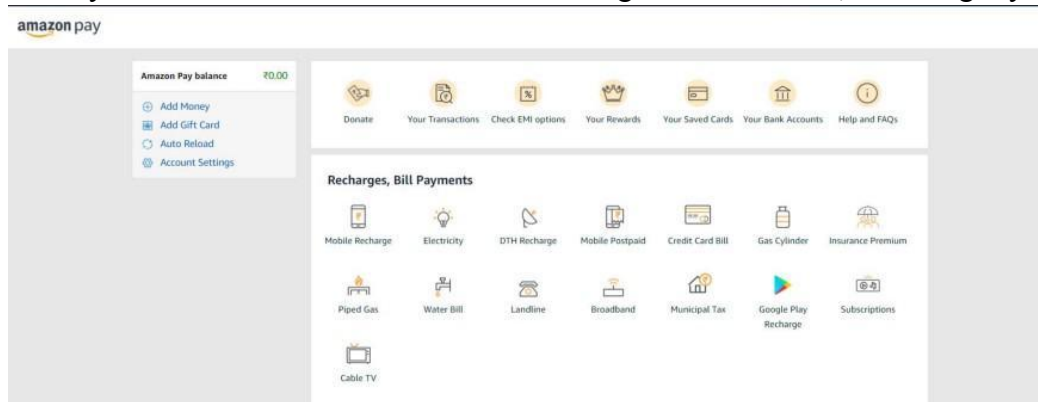 amazon pay
Amazon Pay balance ₹0.00
Add Money
Add Gift Card
Auto Reload
Account Settings
Donate Your Transactions Check EMI options Your Rewards Your Saved Cards Your Bank Accounts Help and FAQs
Recharges, Bill Payments
Mobile Recharge Electricity DTH Recharge Mobile Postpaid Credit Card Bill Gas Cylinder Insurance Premium
Piped Gas Water Bill Landline Broadband Municipal Tax Google Play Recharge Subscriptions
Cable TV